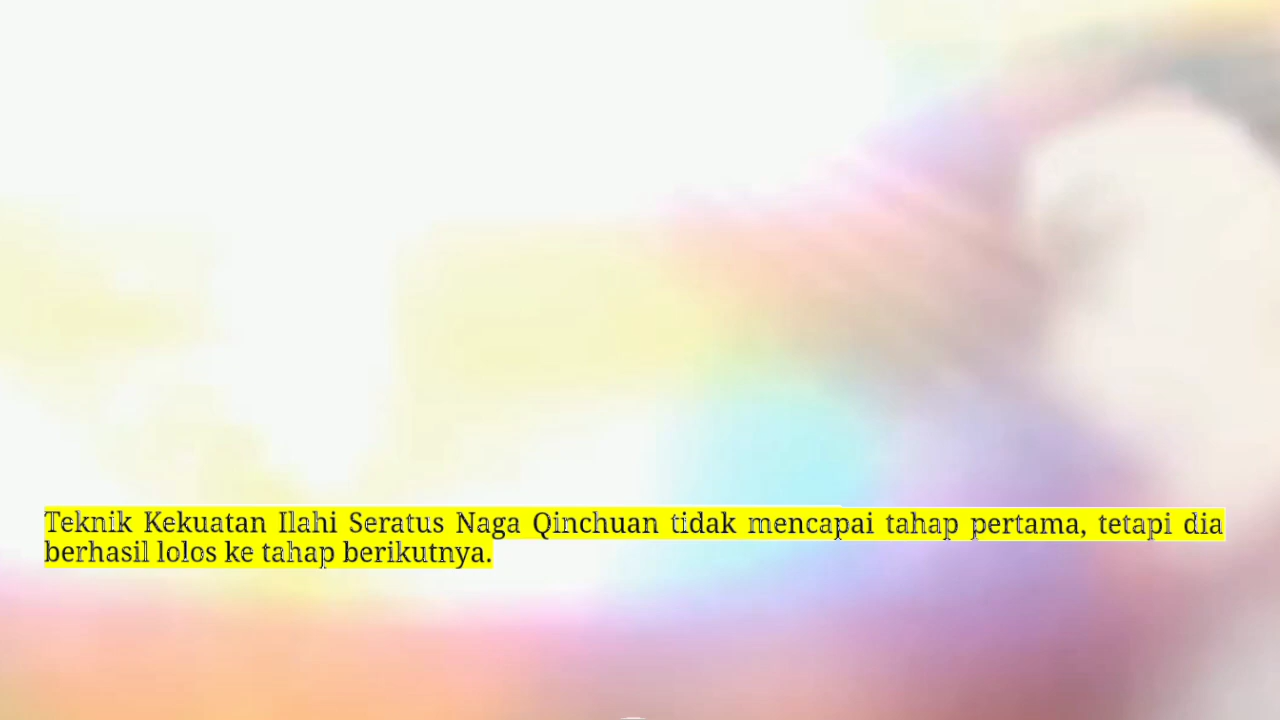 Teknik Kekuatan Ilahi Seratus Naga Qinchuan tidak mencapai tahap pertama, tetapi dia
berhasil lolos ke tahap berikutnya.